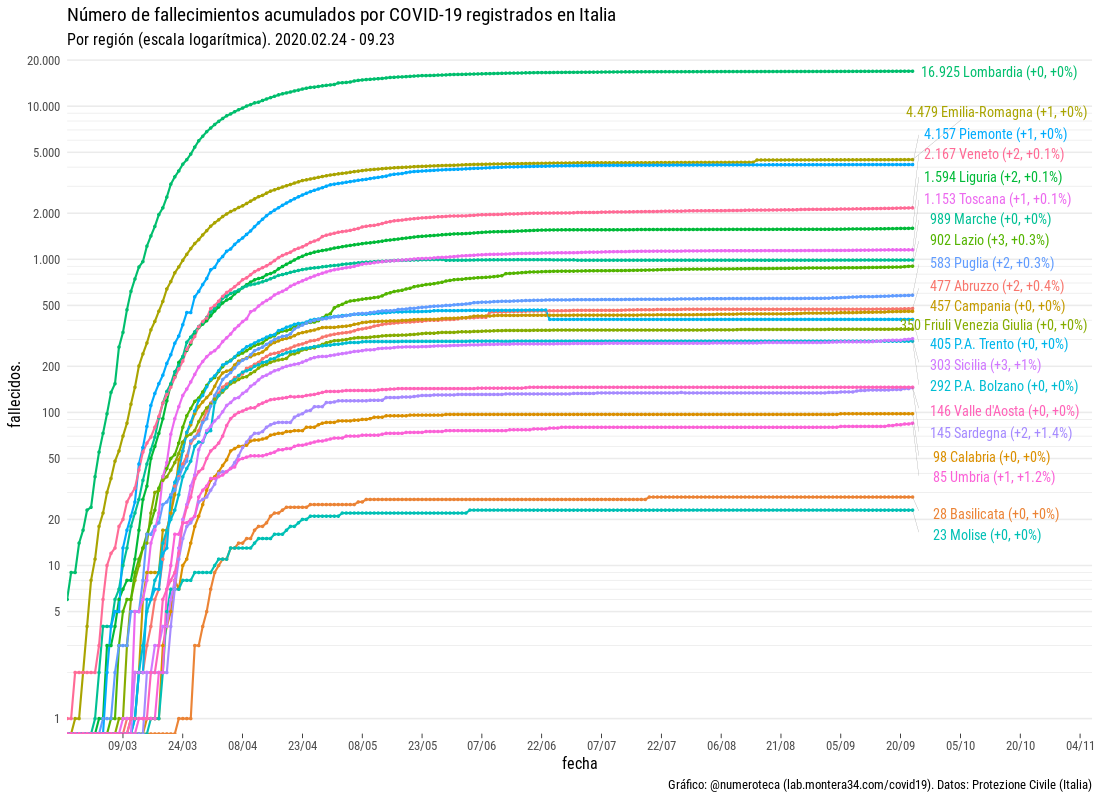 Número de fallecimientos acumulados por COVID-19 registrados en Italia
Por región (escala logarítmica). 2020.02.24 - 09.23
fallecidos.
20.000
10.000
5.000
2.000
1.000
500
200
100
50
20
10
5
1
16.925 Lombardia (+0, +0%)
4.479 Emilia-Romagna (+1, +0%)
4.157 Piemonte (+1, +0%)
2.167 Veneto (+2, +0.1%)
1.594 Liguria (+2, +0.1%)
1.153 Toscana (+1, +0.1%)
989 Marche (+0, +0%)
902 Lazio (+3, +0.3%)
583 Puglia (+2, +0.3%)
477 Abruzzo (+2, +0.4%)
457 Campania (+0, +0%)
350 Friuli Venezia Giulia (+0, +0%)
405 P.A. Trento (+0, +0%)
303 Sicilia (+3, +1%)
292 P.A. Bolzano (+0, +0%)
146 Valle d'Aosta (+0, +0%)
145 Sardegna (+2, +1.4%)
98 Calabria (+0, +0%)
85 Umbria (+1, +1.2%)
28 Basilicata (+0, +0%)
23 Molise (+0, +0%)
09/03 24/03 08/04 23/04 08/05 23/05 07/06 22/06 07/07 22/07 06/08 21/08 05/09 20/09 05/10 20/10 04/11
fecha
Gráfico: @numeroteca (lab.montera34.com/covid19). Datos: Protezione Civile (Italia)